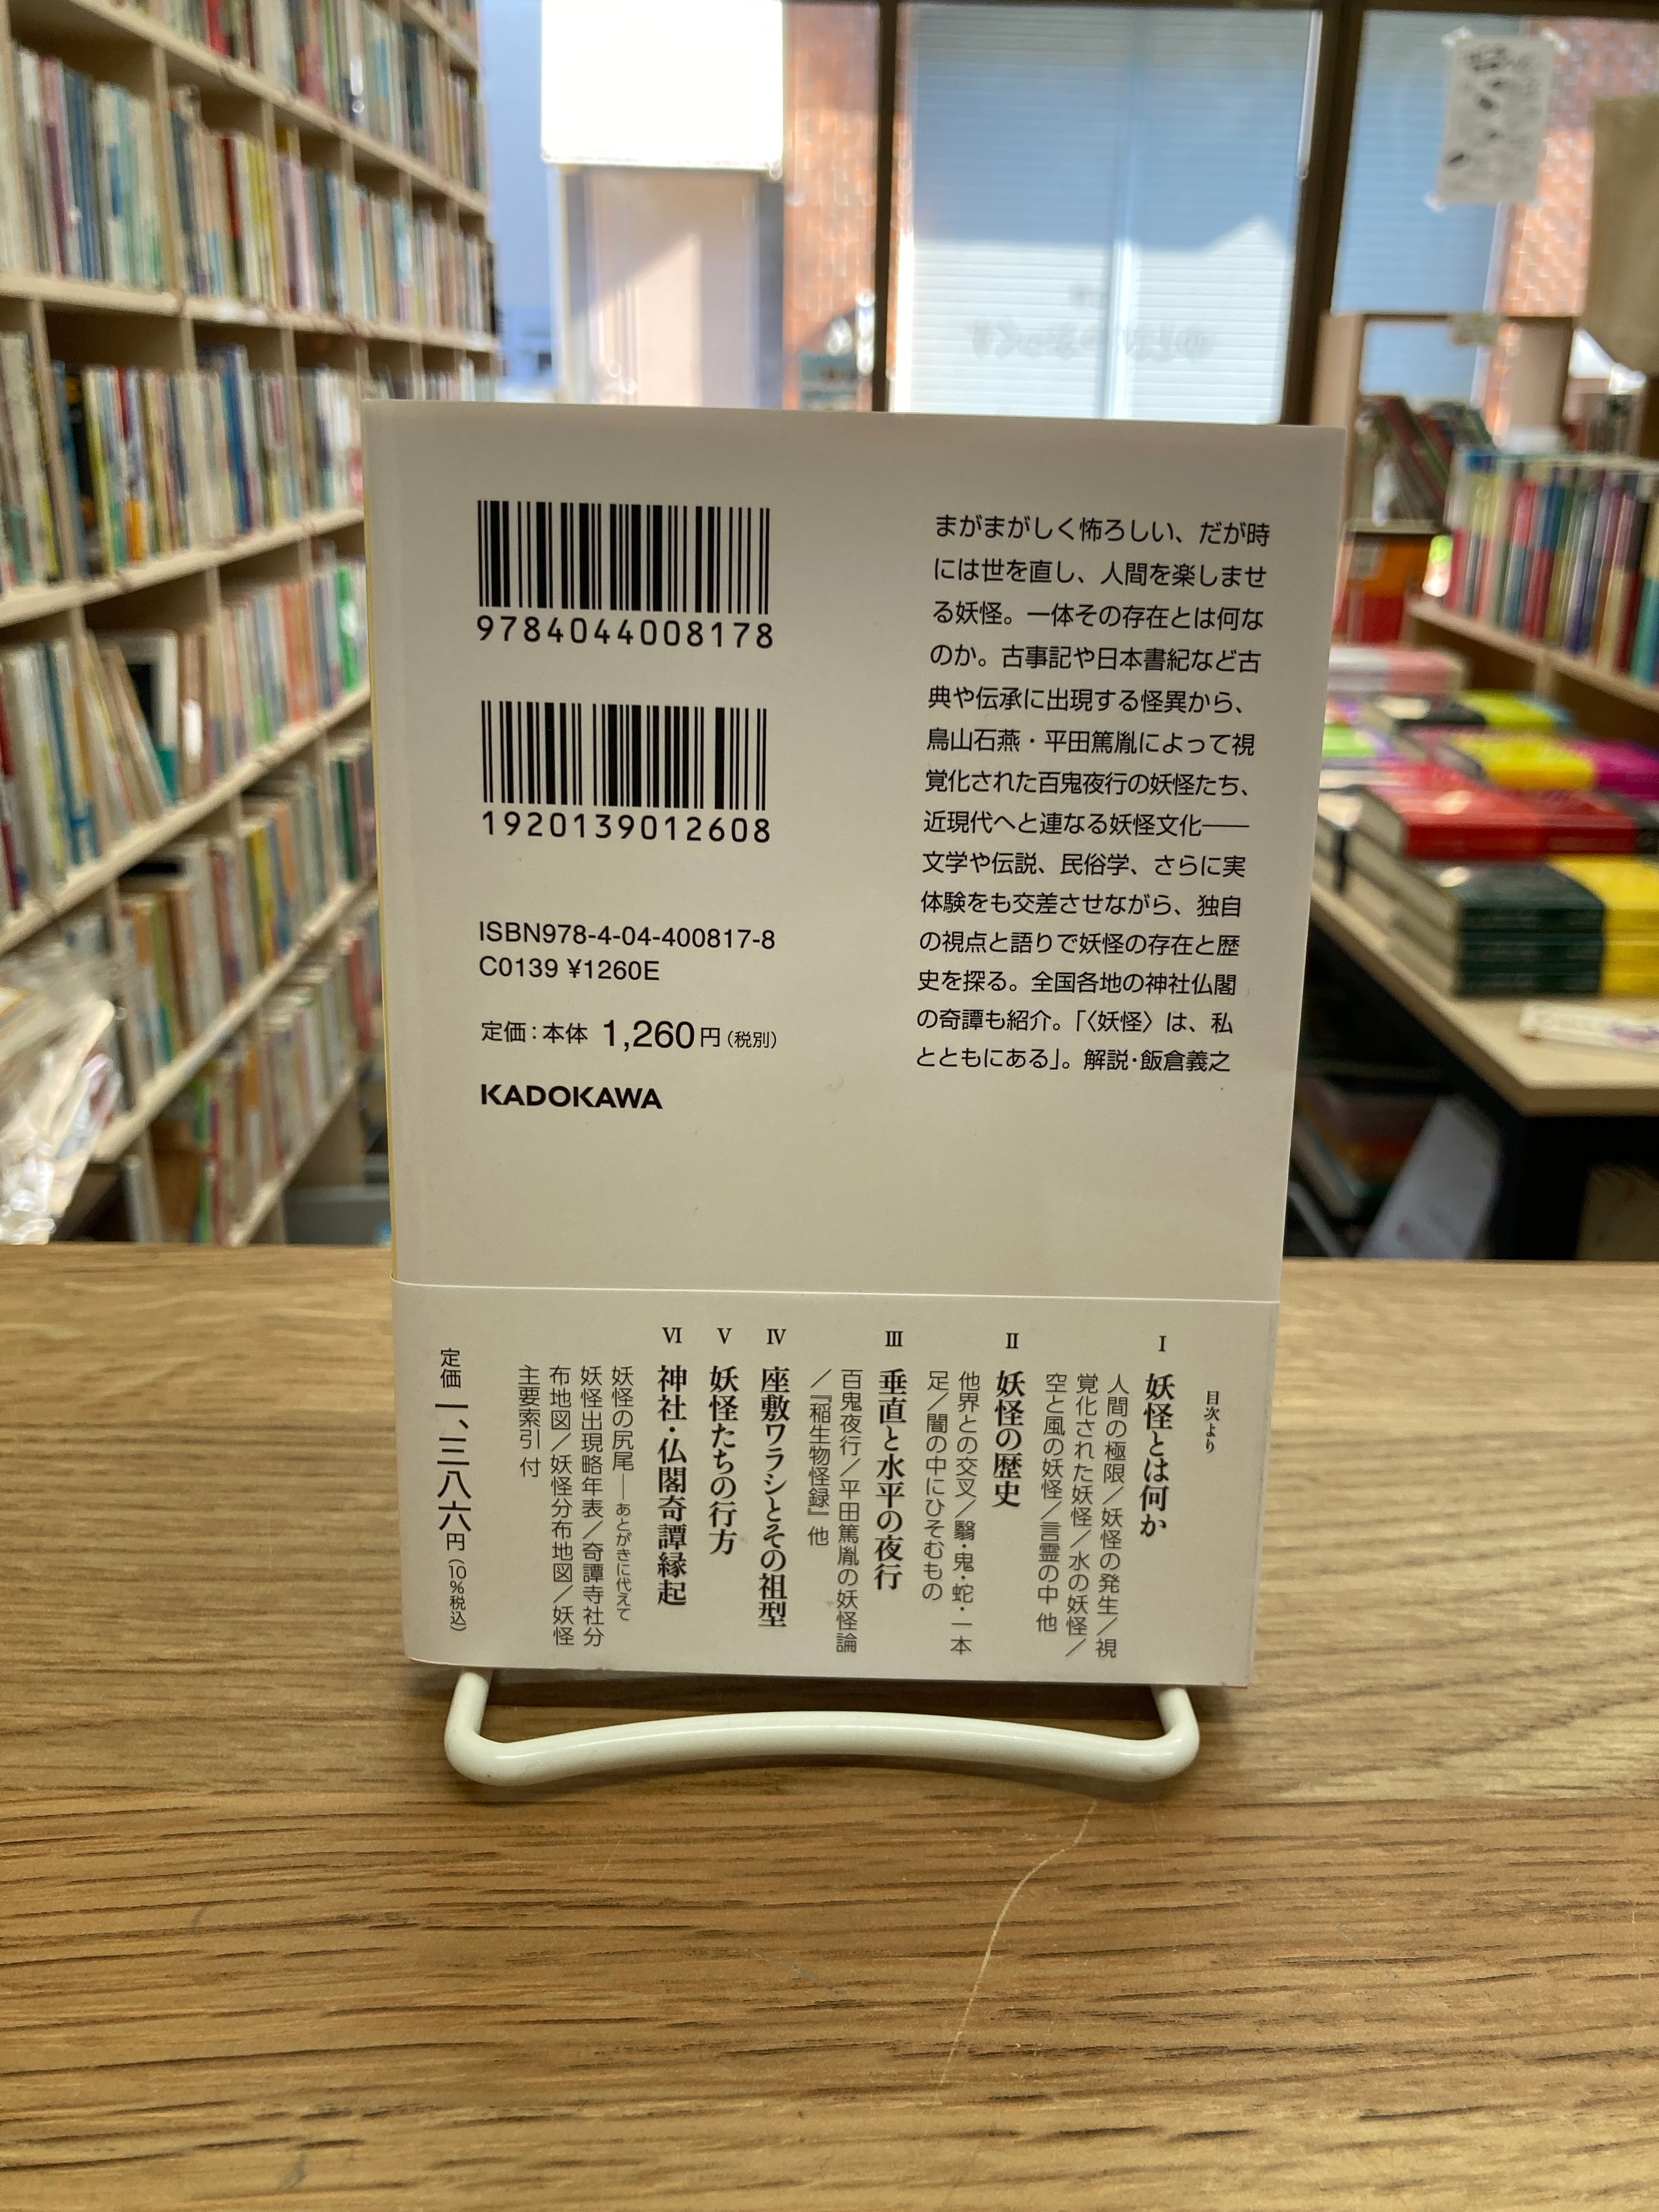 9784044008178
1920139012608
ISBN978-4-04-400817-8
C0139 ¥1260E
定価:本体 1,260円(税別)
KADOKAWA
まがまがしく怖ろしい、だが時
には世を直し、人間を楽しませ
る妖怪。一体その存在とは何な
のか。古事記や日本書紀など古
典や伝承に出現する怪異から、
鳥山石燕・平田篤胤によって視
覚化された百鬼夜行の妖怪たち、
近現代へと連なる妖怪文化――
文学や伝説、民俗学、さらに実
体験をも交差させながら、独自
の視点と語りで妖怪の存在と歴
史を探る。全国各地の神社仏閣
の奇譚も紹介。「〈妖怪〉は、私
とともにある」。解説・飯倉義之
目次より
Ⅰ 妖怪とは何か
人間の極限／妖怪の発生／視
覚化された妖怪／水の妖怪／
空と風の妖怪／言霊の中 他
Ⅱ 妖怪の歴史
他界との交叉／翳・鬼・蛇・一本
足／闇の中にひそむもの
Ⅲ 垂直と水平の夜行
百鬼夜行／平田篤胤の妖怪論
／『稲生物怪録』他
Ⅳ 座敷ワラシとその祖型
Ⅴ 妖怪たちの行方
Ⅵ 神社・仏閣奇譚縁起
妖怪の尻尾――あとがきに代えて
妖怪出現略年表／奇譚寺社分
布地図／妖怪分布地図／妖怪
主要索引 付
定価 一、三八六円(10%税込)